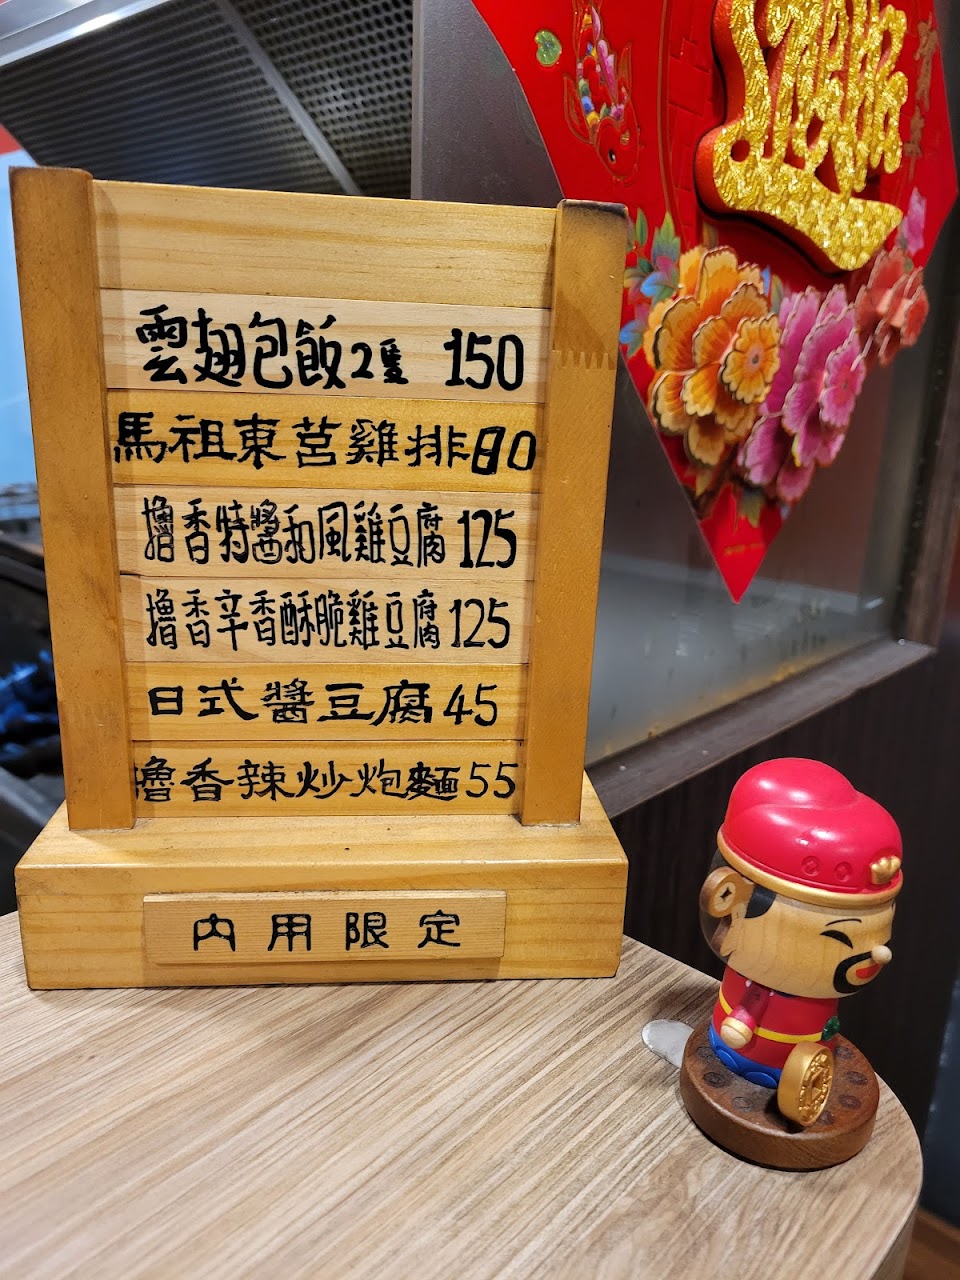 雲翅包飯2隻 150
馬祖東莒雞排80
擼香特醬和風雞豆腐125
擼香辛香酥脆雞豆腐125
日式醬豆腐45
擼香辣炒炮麵55
內用限定